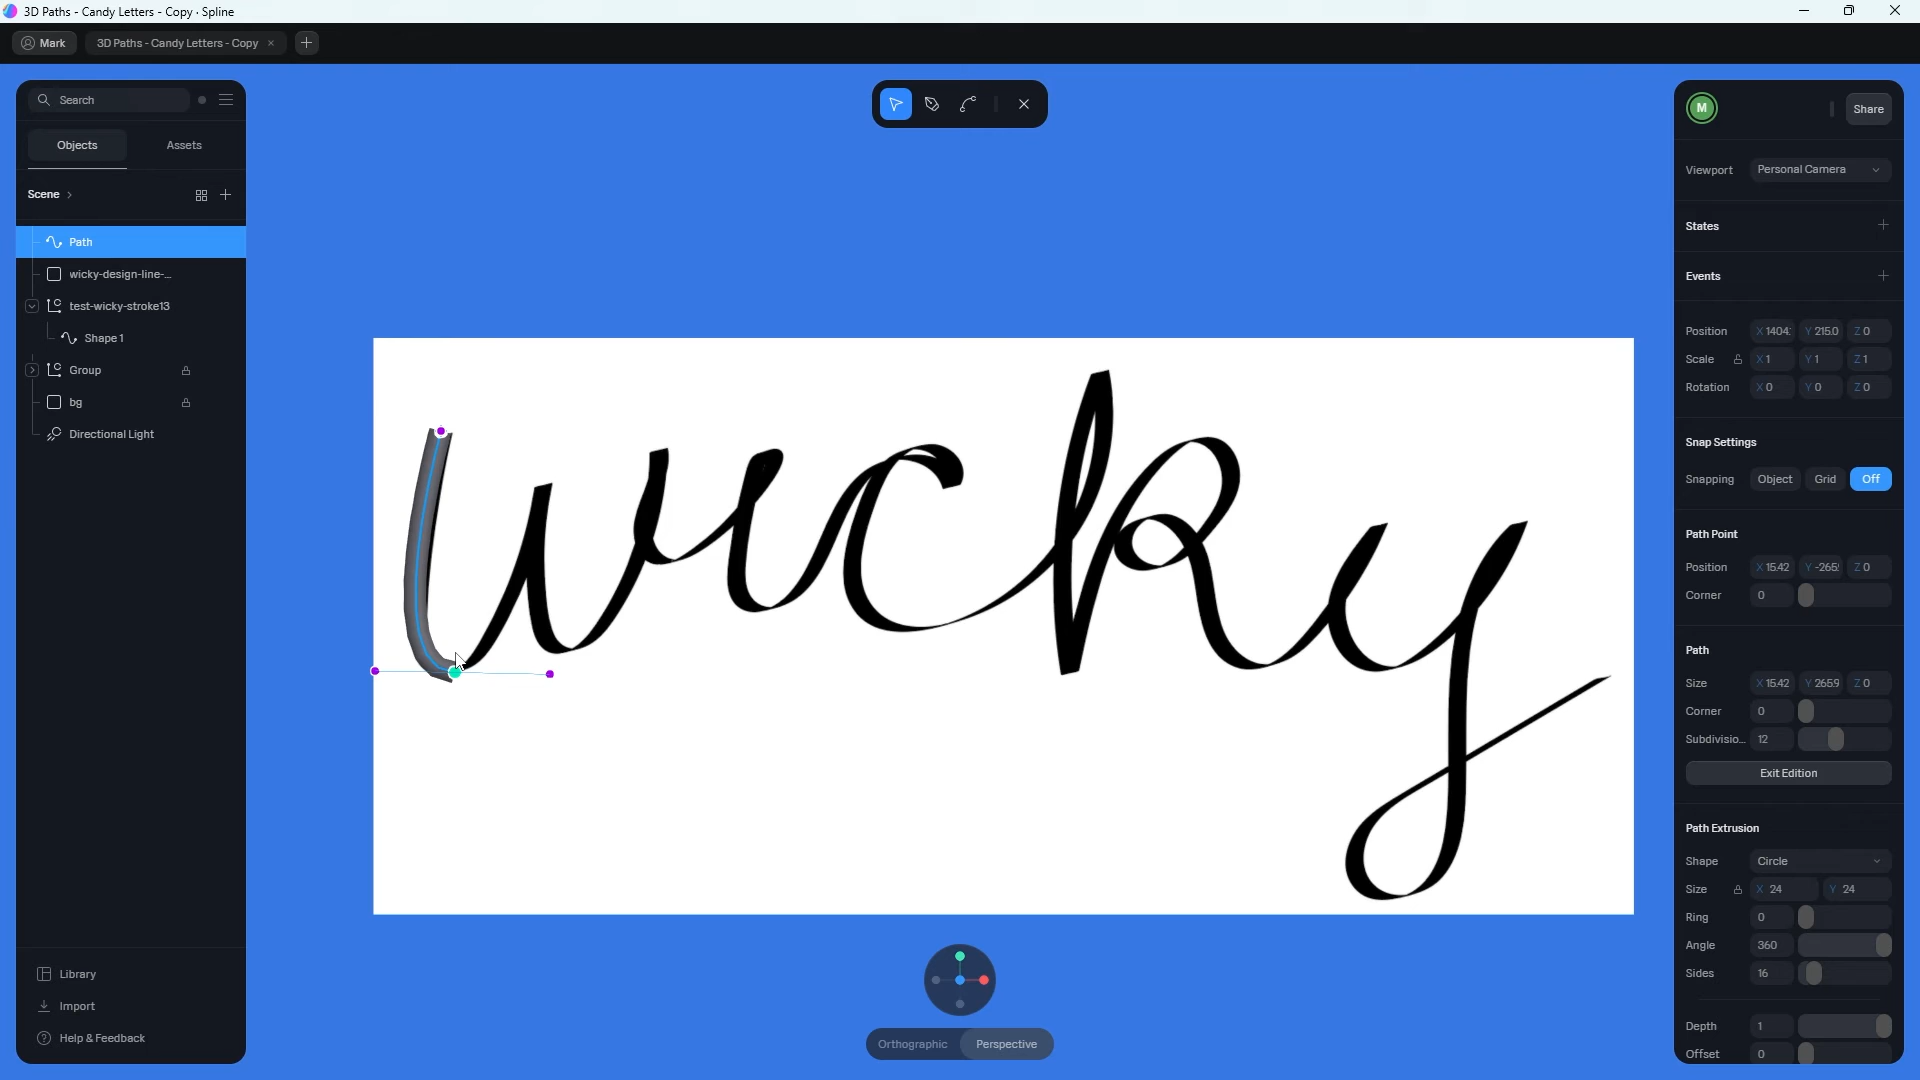 3D Paths - Candy Letters - Copy · Spline
Mark
3D Paths - Candy Letters - Copy
Search
Objects
Assets
Scene
Path
wicky-design-line-...
test-wicky-stroke13
Shape 1
Group
bg
Directional Light
Library
Import
Help & Feedback
wicky
Orthographic
Perspective
M
Share
Viewport Personal Camera
States
Events
Position X 1404: Y 215.0 Z 0
Scale X 1 Y 1 Z 1
Rotation X 0 Y 0 Z 0
Snap Settings
Snapping Object Grid Off
Path Point
Position X 15.42 Y -265: Z 0
Corner 0
Path
Size X 15.42 Y 265.9 Z 0
Corner 0
Subdivisio... 12
Exit Edition
Path Extrusion
Shape Circle
Size X 24 Y 24
Ring 0
Angle 360
Sides 16
Depth 1
Offset 0